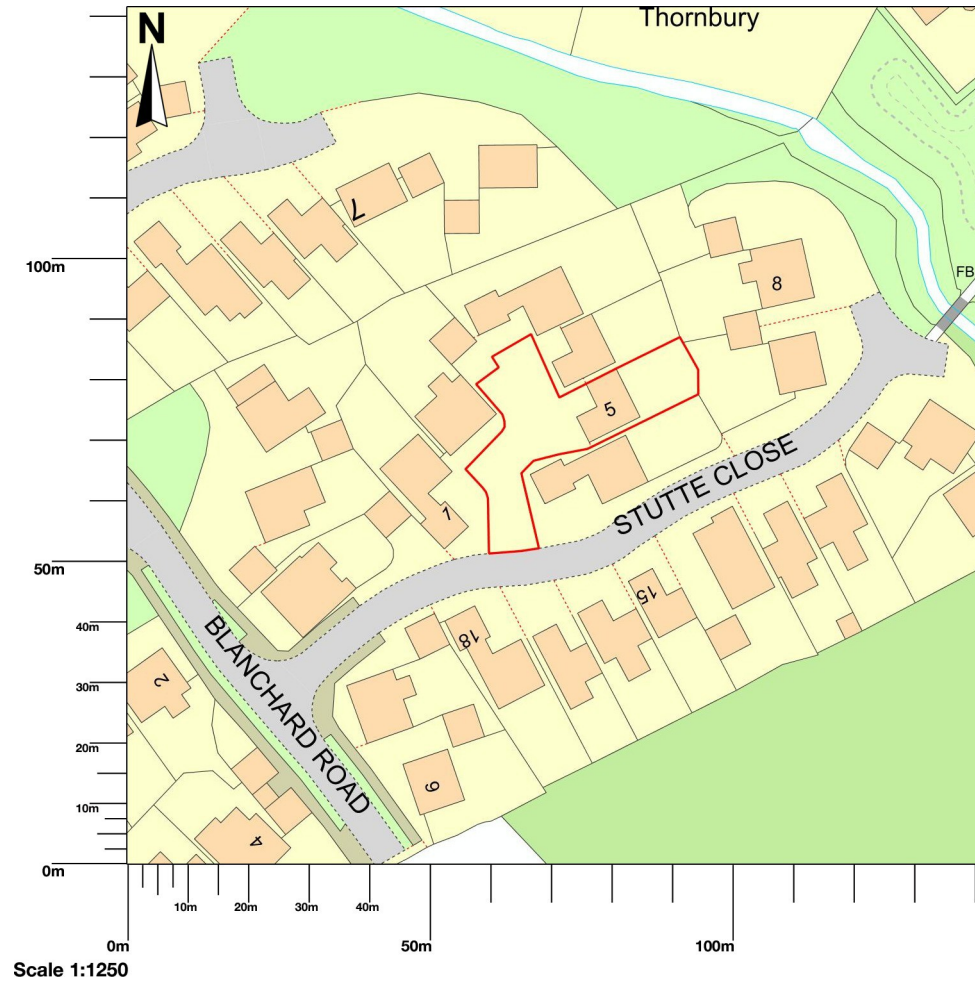 Thornbury
N
7
100m
8
FB
5
STUTTE CLOSE
1
50m
15
40m
18
BLANCHARD ROAD
2
30m
20m
6
10m
4
0m
10m 20m 30m 40m
0m 50m 100m
Scale 1:1250